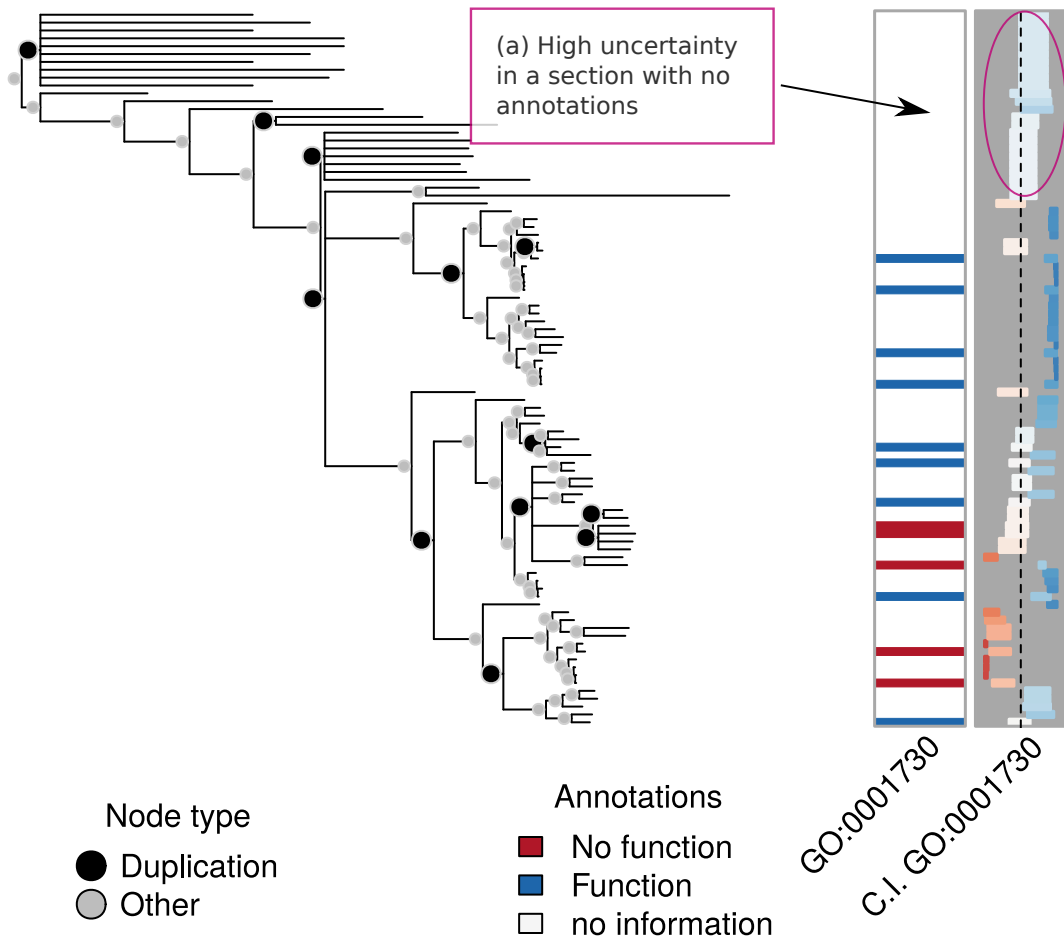 (a) High uncertainty
in a section with no
annotations
GO:0001730
C.I. GO:0001730
Node type
Duplication
Other
Annotations
No function
Function
no information